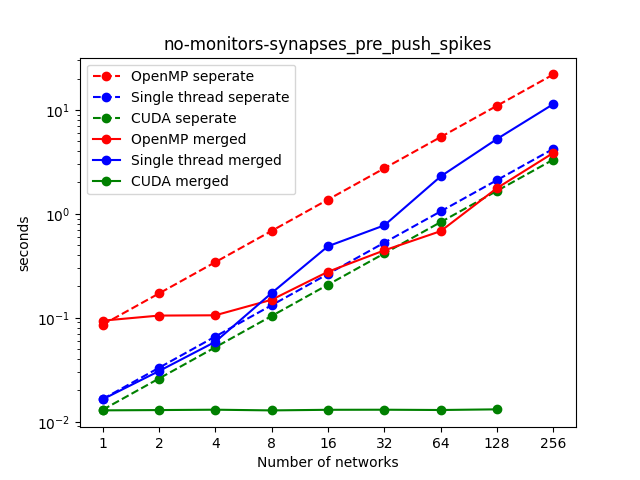 no-monitors-synapses_pre_push_spikes
OpenMP seperate
Single thread seperate
CUDA seperate
OpenMP merged
Single thread merged
CUDA merged
seconds
10¹
10⁰
10⁻¹
10⁻²
1 2 4 8 16 32 64 128 256
Number of networks